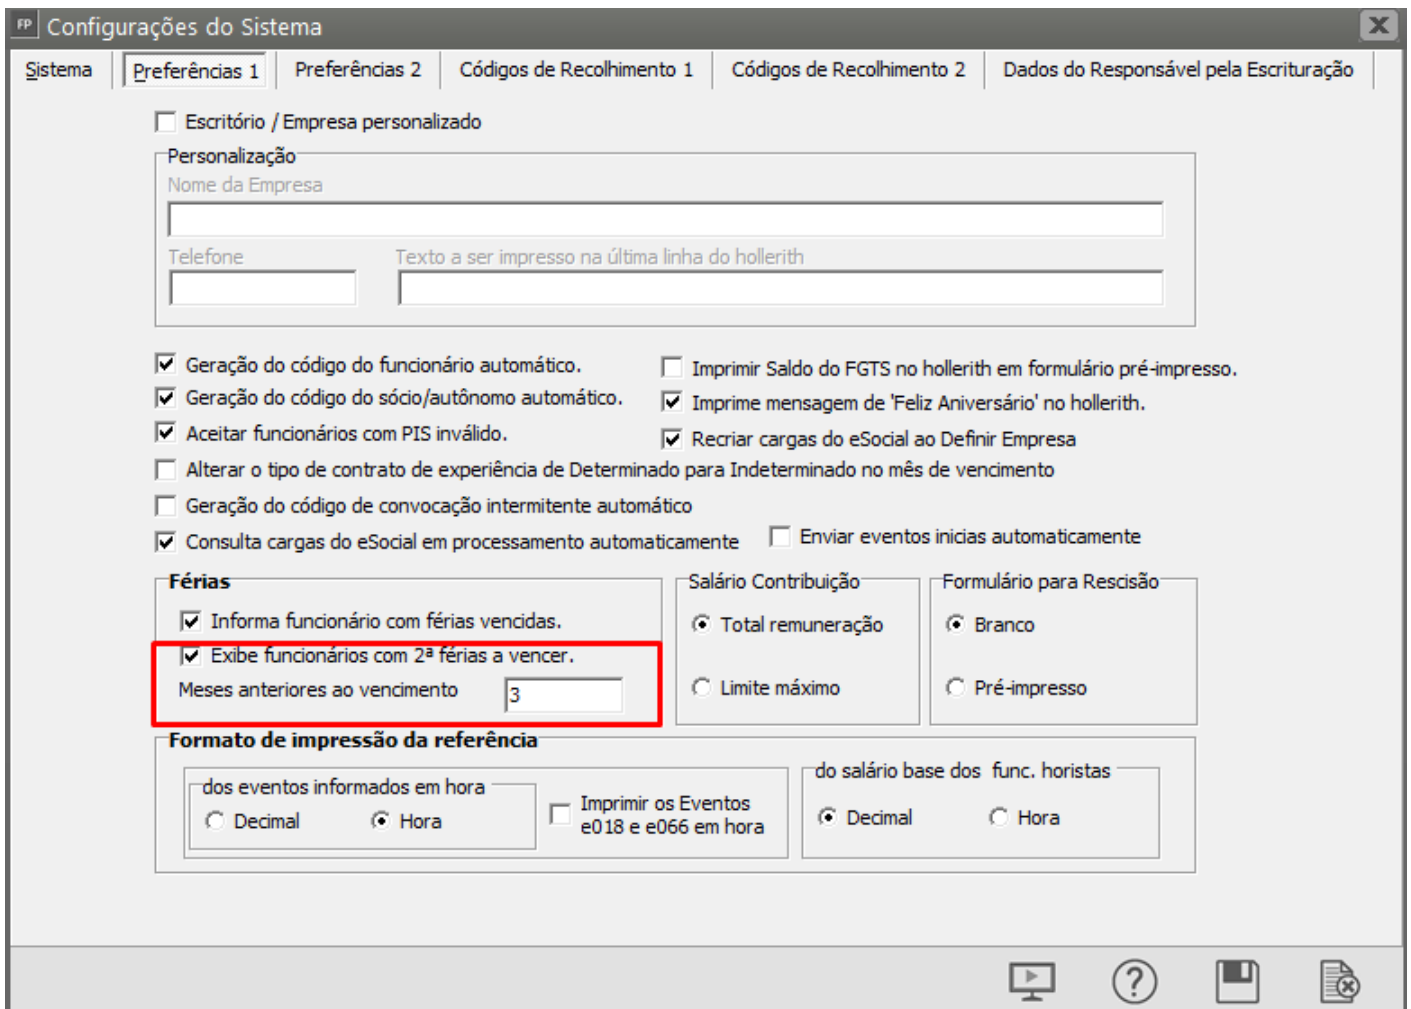 FP Configurações do Sistema
Sistema Preferências 1 Preferências 2 Códigos de Recolhimento 1 Códigos de Recolhimento 2 Dados do Responsável pela Escrituração
Escritório / Empresa personalizado
Personalização
Nome da Empresa
Telefone Texto a ser impresso na última linha do hollerith
Geração do código do funcionário automático. Imprimir Saldo do FGTS no hollerith em formulário pré-impresso.
Geração do código do sócio/autônomo automático. Imprime mensagem de 'Feliz Aniversário' no hollerith.
Aceitar funcionários com PIS inválido. Recriar cargas do eSocial ao Definir Empresa
Alterar o tipo de contrato de experiência de Determinado para Indeterminado no mês de vencimento
Geração do código de convocação intermitente automático
Consulta cargas do eSocial em processamento automaticamente Enviar eventos inicias automaticamente
Férias Salário Contribuição Formulário para Rescisão
Informa funcionário com férias vencidas. Total remuneração Branco
Exibe funcionários com 2ª férias a vencer.
Meses anteriores ao vencimento 3 Limite máximo Pré-impresso
Formato de impressão da referência
dos eventos informados em hora do salário base dos func. horistas
Decimal Hora Imprimir os Eventos Decimal Hora
e018 e e066 em hora